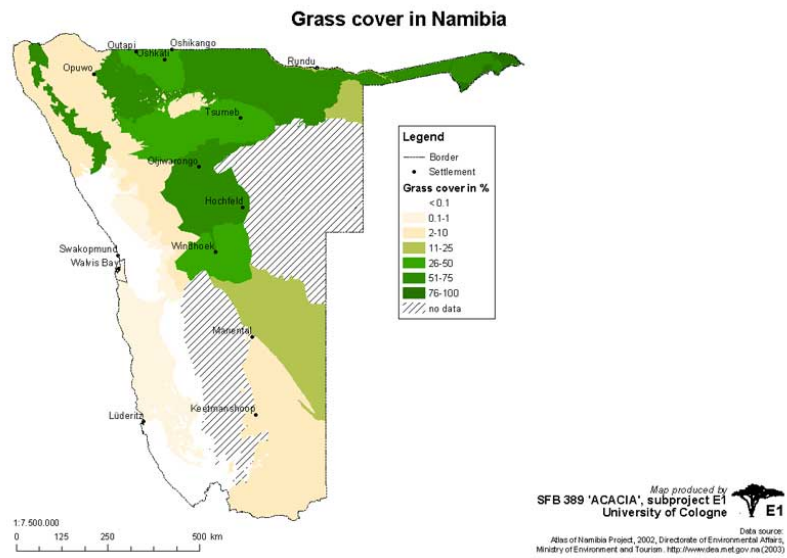 Grass cover in Namibia
Outapi
Oshikango
Oshkati
Opuwo
Rundu
Tsumeb
Otjiwarongo
Hochfeld
Swakopmund
Windhoek
Walvis Bay
Mariental
Lüderitz
Keetmanshoop
Legend
Border
Settlement
Grass cover in %
<0.1
0.1-1
2-10
11-25
26-50
51-75
76-100
no data
1:7.500.000
0 125 250 500 km
Map produced by
SFB 389 'ACACIA', subproject E1
University of Cologne
E1
Data source:
Atlas of Namibia Project, 2002, Directorate of Environmental Affairs,
Ministry of Environment and Tourism. http://www.dea.met.gov.na (2003)